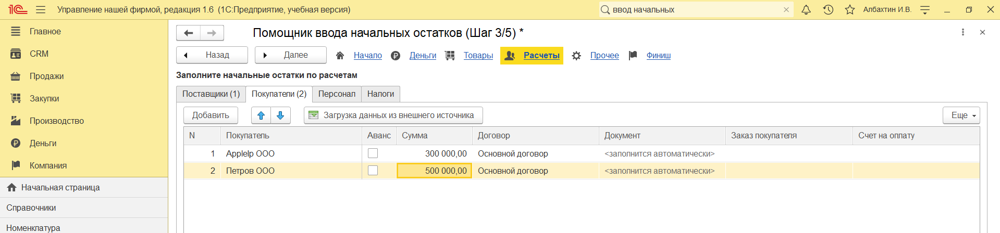 1С Управление нашей фирмой, редакция 1.6 (1С:Предприятие, учебная версия) ввод начальных Албахтин И.В.
Главное
CRM
Продажи
Закупки
Производство
Деньги
Компания
Начальная страница
Справочники
Номенклатура
Помощник ввода начальных остатков (Шаг 3/5) *
Назад Далее Начало Деньги Товары Расчеты Прочее Финиш
Заполните начальные остатки по расчетам
Поставщики (1) Покупатели (2) Персонал Налоги
Добавить Загрузка данных из внешнего источника Еще
N Покупатель Аванс Сумма Договор Документ Заказ покупателя Счет на оплату
1 Applelp ООО 300 000,00 Основной договор <заполнится автоматически>
2 Петров ООО 500 000,00 Основной договор <заполнится автоматически>